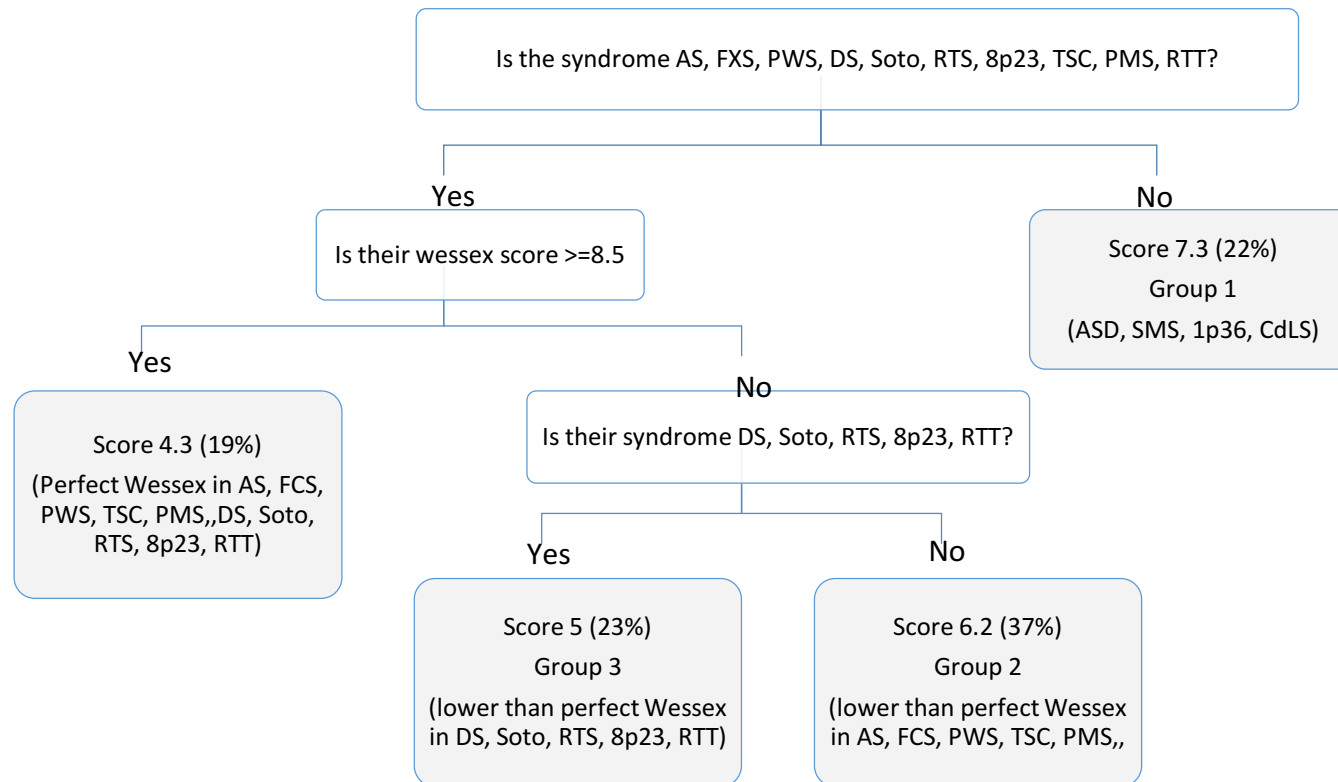 Is the syndrome AS, FXS, PWS, DS, Soto, RTS, 8p23, TSC, PMS, RTT?
Yes
No
Is their wessex score >=8.5
Score 7.3 (22%)
Group 1
(ASD, SMS, 1p36, CdLS)
Yes
No
Score 4.3 (19%)
(Perfect Wessex in AS, FCS,
PWS, TSC, PMS,,DS, Soto,
RTS, 8p23, RTT)
Is their syndrome DS, Soto, RTS, 8p23, RTT?
Yes
No
Score 5 (23%)
Group 3
(lower than perfect Wessex
in DS, Soto, RTS, 8p23, RTT)
Score 6.2 (37%)
Group 2
(lower than perfect Wessex
in AS, FCS, PWS, TSC, PMS,,